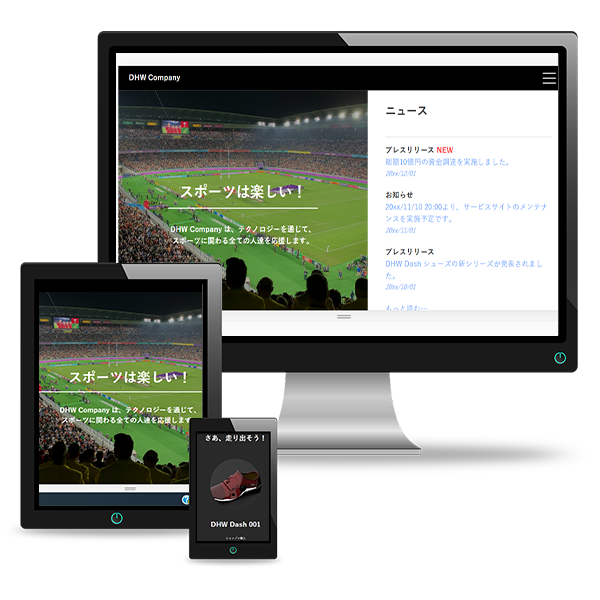 DHW Company
スポーツは楽しい！
DHW Company は、テクノロジーを通じて、
スポーツに関わる全ての人達を応援します。
ニュース
プレスリリース NEW
総額10億円の資金調達を実施しました。
20xx/12/01
お知らせ
20xx/11/10 20:00より、サービスサイトのメンテナ
ンスを実施予定です。
20xx/11/01
プレスリリース
DHW Dash シューズの新シリーズが発表されまし
た。
20xx/10/01
もっと読む…
スポーツは楽しい！
DHW Company は、テクノロジーを通じて、
スポーツに関わる全ての人達を応援します
さあ、走り出そう！
DHW Dash 001